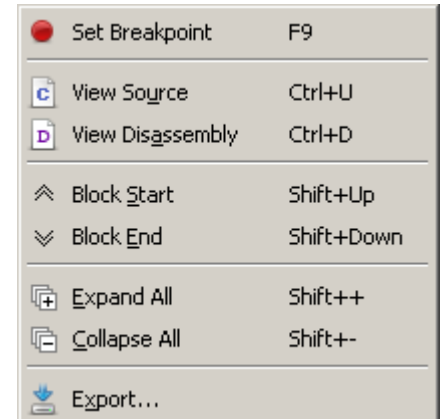 Set Breakpoint F9
C View Source Ctrl+U
D View Disassembly Ctrl+D
Block Start Shift+Up
Block End Shift+Down
Expand All Shift++
Collapse All Shift+-
Export...